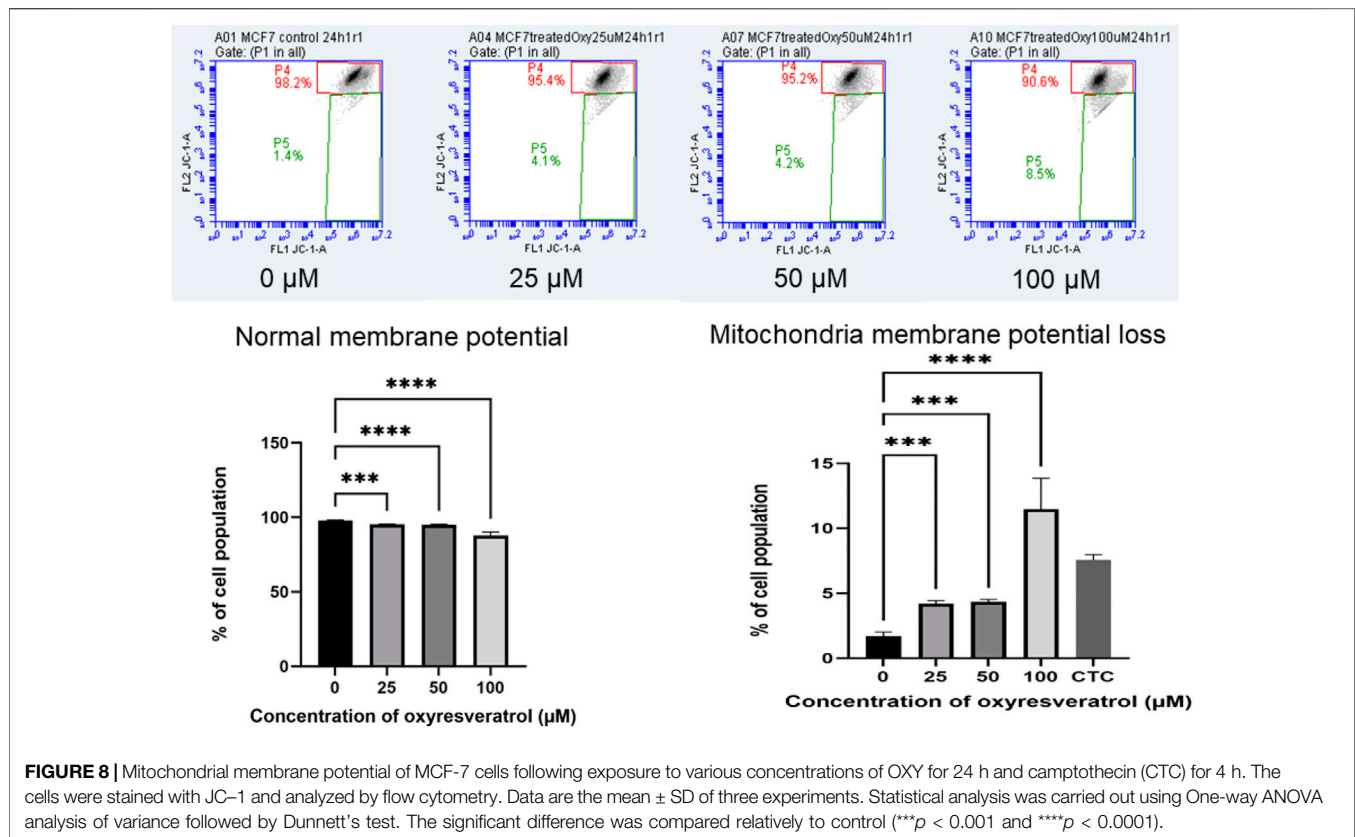 A01 MCF7 control 24h1r1
Gate: (P1 in all)
A04 MCF7treatedOxy25uM24h1r1
Gate: (P1 in all)
A07 MCF7treatedOxy50uM24h1r1
Gate: (P1 in all)
A10 MCF7treatedOxy100uM24h1r1
Gate: (P1 in all)
P4
98.2%
P5
1.4%
FL2 JC-1-A
FL1 JC-1-A
P4
95.4%
P5
4.1%
FL2 JC-1-A
FL1 JC-1-A
P4
95.2%
P5
4.2%
FL2 JC-1-A
FL1 JC-1-A
P4
90.6%
P5
8.5%
FL2 JC-1-A
FL1 JC-1-A
0 µM
25 µM
50 µM
100 µM
Normal membrane potential
****
****
***
150
100
50
0
% of cell population
0 25 50 100
Concentration of oxyresveratrol (µM)
Mitochondria membrane potential loss
****
***
***
15
10
5
0
% of cell population
0 25 50 100 CTC
Concentration of oxyresveratrol (µM)
FIGURE 8 | Mitochondrial membrane potential of MCF-7 cells following exposure to various concentrations of OXY for 24 h and camptothecin (CTC) for 4 h. The
cells were stained with JC–1 and analyzed by flow cytometry. Data are the mean ± SD of three experiments. Statistical analysis was carried out using One-way ANOVA
analysis of variance followed by Dunnett's test. The significant difference was compared relatively to control (***p < 0.001 and ****p < 0.0001).